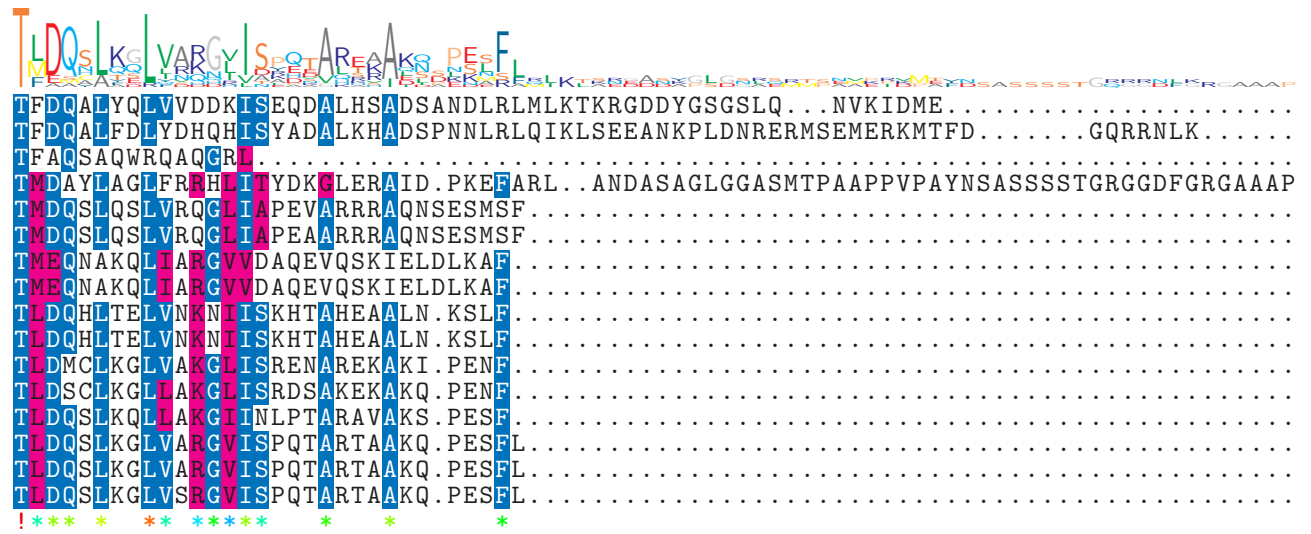 TFDQALYQLVVDDKISEQDALHSADSANDLRLMLKTKRGDDYGSGSLQ...NVKIDME......................
TFDQALFDLYDHQHISYADALKHADSPNNLRLQIKLSEEANKPLDNRERMSEMERKMTFD.......GQRRNLK......
TFAQSAQWRQAQGRL.................................................................
TMDAYLAGLFRRHLITYDKGLERAID.PKEFARL..ANDASAGLGGASMTPAAPPVPAYNSASSSSTGRGGDFGRGAAAP
TMDQSLQSLVRQGLIAPEVARRRAQNSESMSF................................................
TMDQSLQSLVRQGLIAPEAARRRAQNSESMSF................................................
TMEQNAKQLIARGVVDAQEVQSKIELDLKAF.................................................
TMEQNAKQLIARGVVDAQEVQSKIELDLKAF.................................................
TLDQHLTELVNKNIISKHTAHEAALN.KSLF.................................................
TLDQHLTELVNKNIISKHTAHEAALN.KSLF.................................................
TLDMCLKGLVAKGLISRENAREKAKI.PENF.................................................
TLDSCLKGLLAKGLISRDSAKEKAKQ.PENF.................................................
TLDQSLKQLLAKGIINLPTARAVAKS.PESF.................................................
TLDQSLKGLVARGVISPQTARTAAKQ.PESFL................................................
TLDQSLKGLVARGVISPQTARTAAKQ.PESFL................................................
TLDQSLKGLVSRGVISPQTARTAAKQ.PESFL................................................
!*** * ** ***** * * *